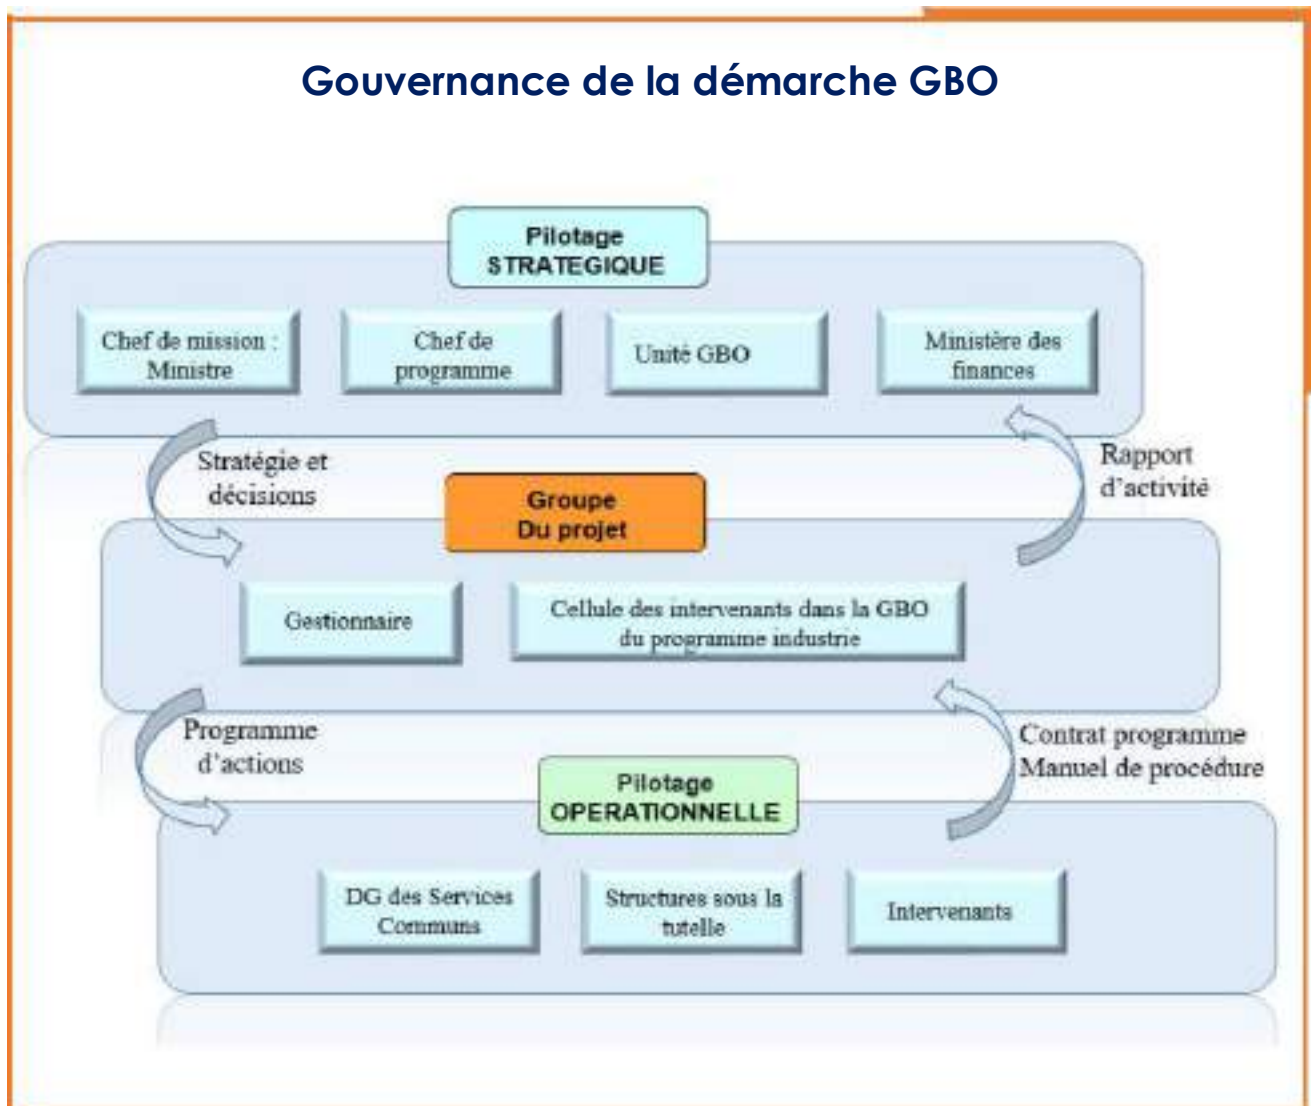 Gouvernance de la démarche GBO
Pilotage
STRATEGIQUE
Chef de mission :
Ministre
Chef de
programme
Unité GBO
Ministère des
finances
Stratégie et
décisions
Rapport
d'activité
Groupe
Du projet
Gestionnaire
Cellule des intervenants dans la GBO
du programme industrie
Programme
d'actions
Contrat programme
Manuel de procédure
Pilotage
OPERATIONNELLE
DG des Services
Communs
Structures sous la
tutelle
Intervenants